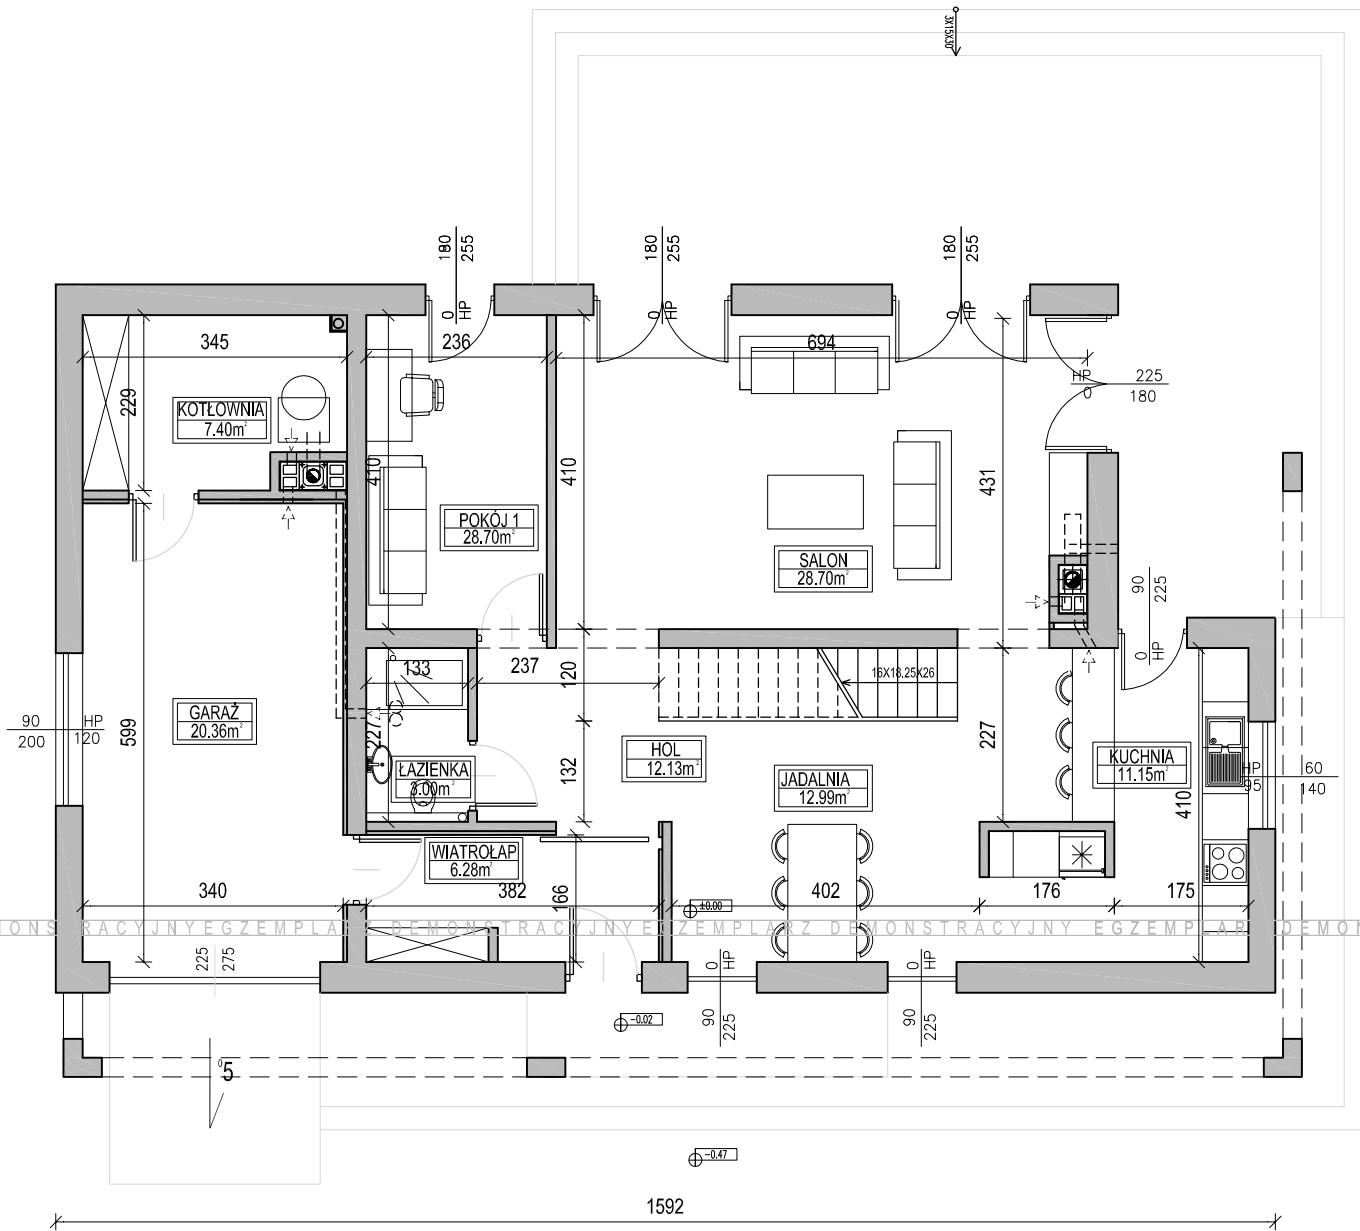 3X15X30
180
255
0
HP
180
255
0
HP
180
255
0
HP
345
236
694
HP
0
225
180
229
KOTŁOWNIA
7.40m²
410
410
431
POKÓJ 1
28.70m²
SALON
28.70m²
90
225
0
HP
133
237
120
16X18.25X26
90
200
HP
120
599
GARAŻ
20.36m²
227
ŁAZIENKA
3.00m²
HOL
12.13m²
132
JADALNIA
12.99m²
227
KUCHNIA
11.15m²
410
HP
95
60
140
WIATROŁAP
6.28m²
340
382
166
402
176
175
±0.00
ONSTRACYJNY EGZEMPLARZ DEMONSTRACYJNY EGZEMPLARZ DEMONSTRACYJNY EGZEMPLARZ DEMON
225
275
0
HP
90
225
0
HP
90
225
-0.02
0
5
-0.47
1592